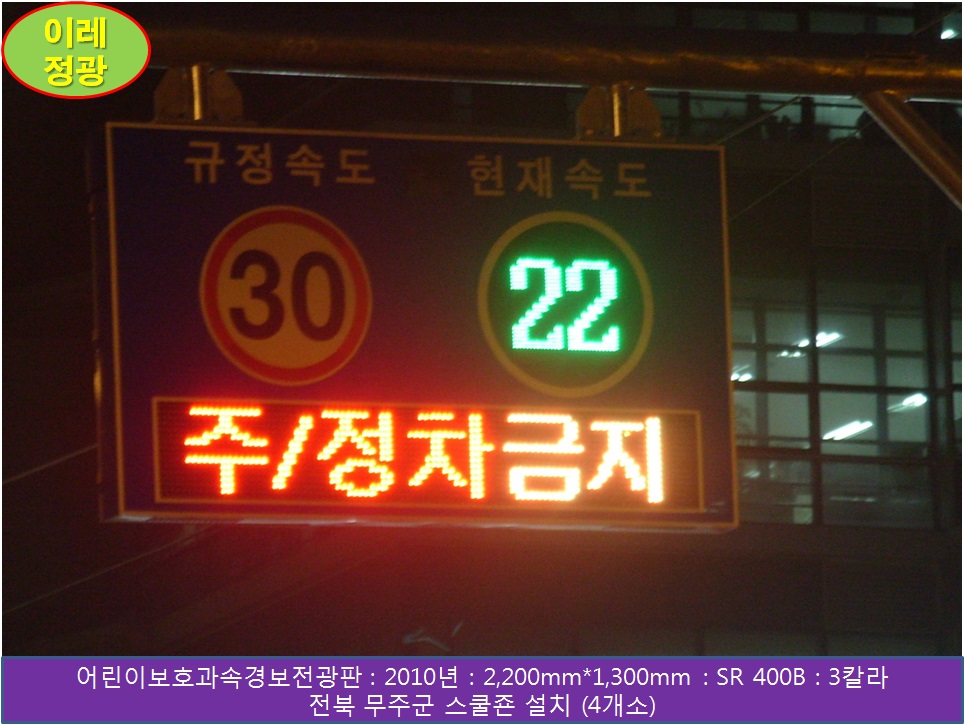 이레
정광
규정속도
현재속도
30
22
주/정차금지
어린이보호과속경보전광판 : 2010년 : 2,200mm*1,300mm : SR 400B : 3칼라
전북 무주군 스쿨죤 설치 (4개소)